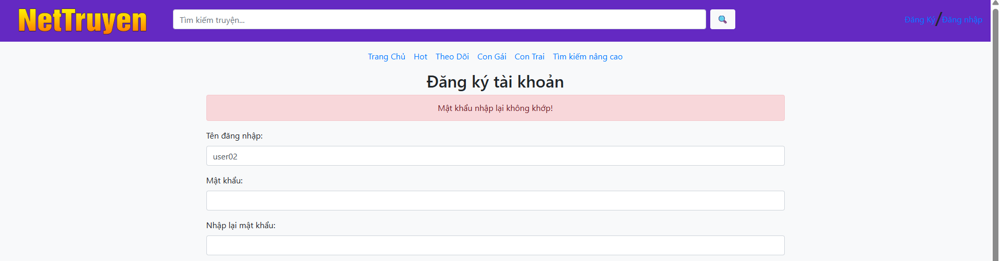 NetTruyen
Tìm kiếm truyện...
Đăng Ký/Đăng nhập
Trang Chủ Hot Theo Dõi Con Gái Con Trai Tìm kiếm nâng cao
Đăng ký tài khoản
Mật khẩu nhập lại không khớp!
Tên đăng nhập:
user02
Mật khẩu:
Nhập lại mật khẩu: